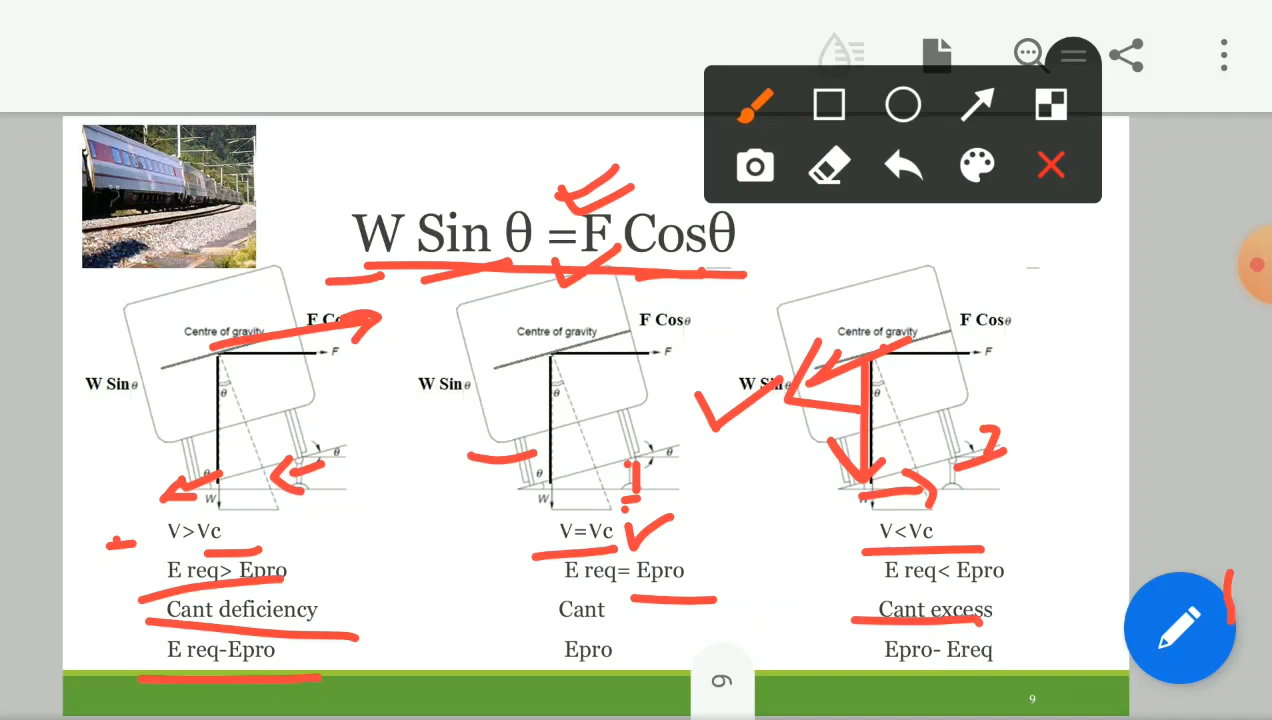 W Sin θ =F Cosθ
Centre of gravity
F Cosθ
F
W Sinθ
θ
θ
θ
W
Centre of gravity
F Cosθ
F
W Sinθ
θ
θ
θ
W
Centre of gravity
F Cosθ
F
W Sinθ
θ
V>Vc
E req> Epro
Cant deficiency
E req-Epro
V=Vc
E req= Epro
Cant
Epro
V<Vc
E req< Epro
Cant excess
Epro- Ereq
9
9